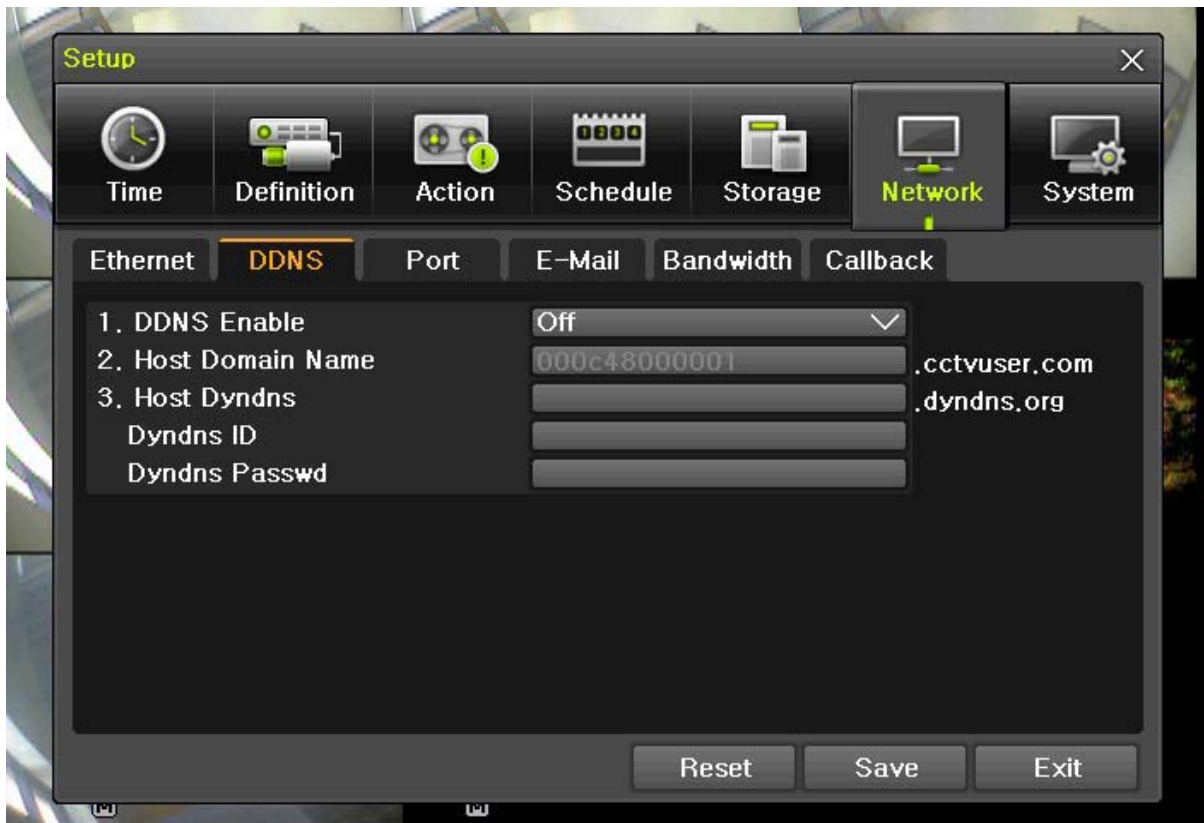 Setup
Time Definition Action Schedule Storage Network System
Ethernet DDNS Port E-Mail Bandwidth Callback
1. DDNS Enable Off
2. Host Domain Name 000c48000001 .cctvuser.com
3. Host Dyndns .dyndns.org
Dyndns ID
Dyndns Passwd
Reset Save Exit
M M